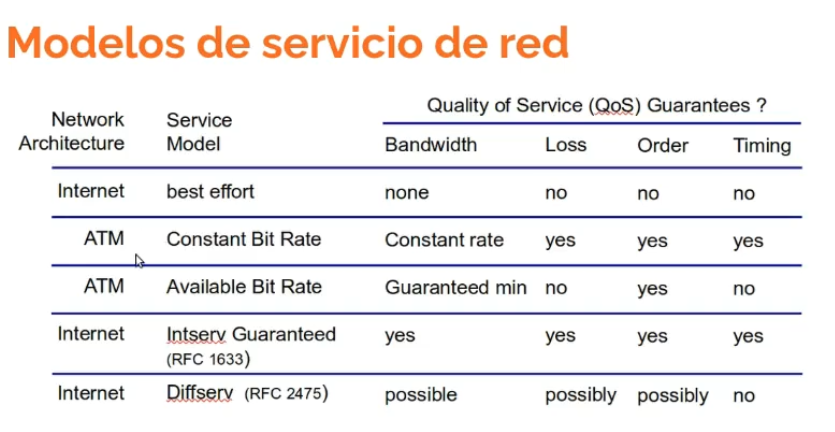 Modelos de servicio de red
Quality of Service (QoS) Guarantees ?
Network Architecture Service Model Bandwidth Loss Order Timing
Internet best effort none no no no
ATM Constant Bit Rate Constant rate yes yes yes
ATM Available Bit Rate Guaranteed min no yes no
Internet Intserv Guaranteed (RFC 1633) yes yes yes yes
Internet Diffserv (RFC 2475) possible possibly possibly no